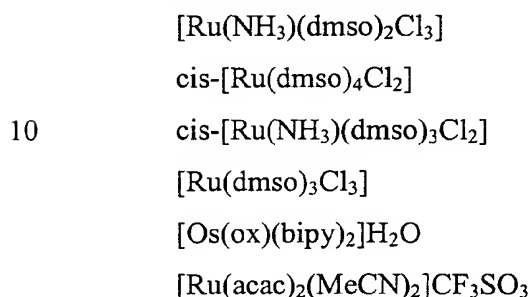 [Ru(NH₃)(dmso)₂Cl₃]
cis-[Ru(dmso)₄Cl₂]
10 cis-[Ru(NH₃)(dmso)₃Cl₂]
[Ru(dmso)₃Cl₃]
[Os(ox)(bipy)₂]H₂O
[Ru(acac)₂(MeCN)₂]CF₃SO₃